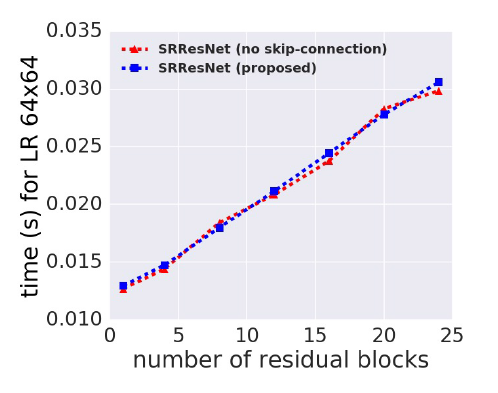 0.035
0.030
0.025
0.020
0.015
0.010
time (s) for LR 64x64
SRResNet (no skip-connection)
SRResNet (proposed)
0 5 10 15 20 25
number of residual blocks